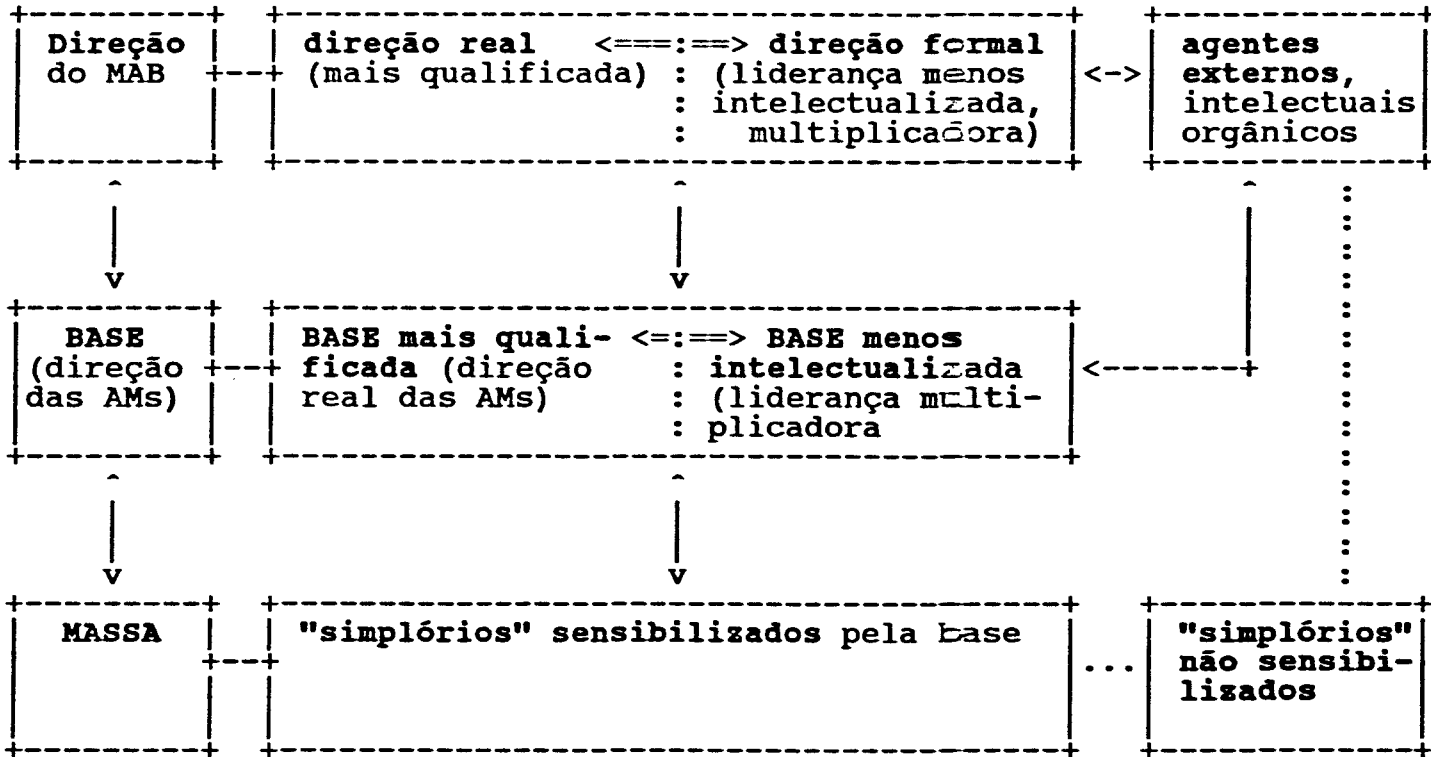 Direção
do MAB
direção real <===:==> direção formal
(mais qualificada) : (liderança menos
: intelectualizada,
: multiplicadora)
<->
agentes
externos,
intelectuais
orgânicos
BASE
(direção
das AMs)
BASE mais quali- <=:==> BASE menos
ficada (direção : intelectualizada
real das AMs) : (liderança multi-
: plicadora
MASSA
"simplórios" sensibilizados pela base
...
"simplórios"
não sensibi-
lizados